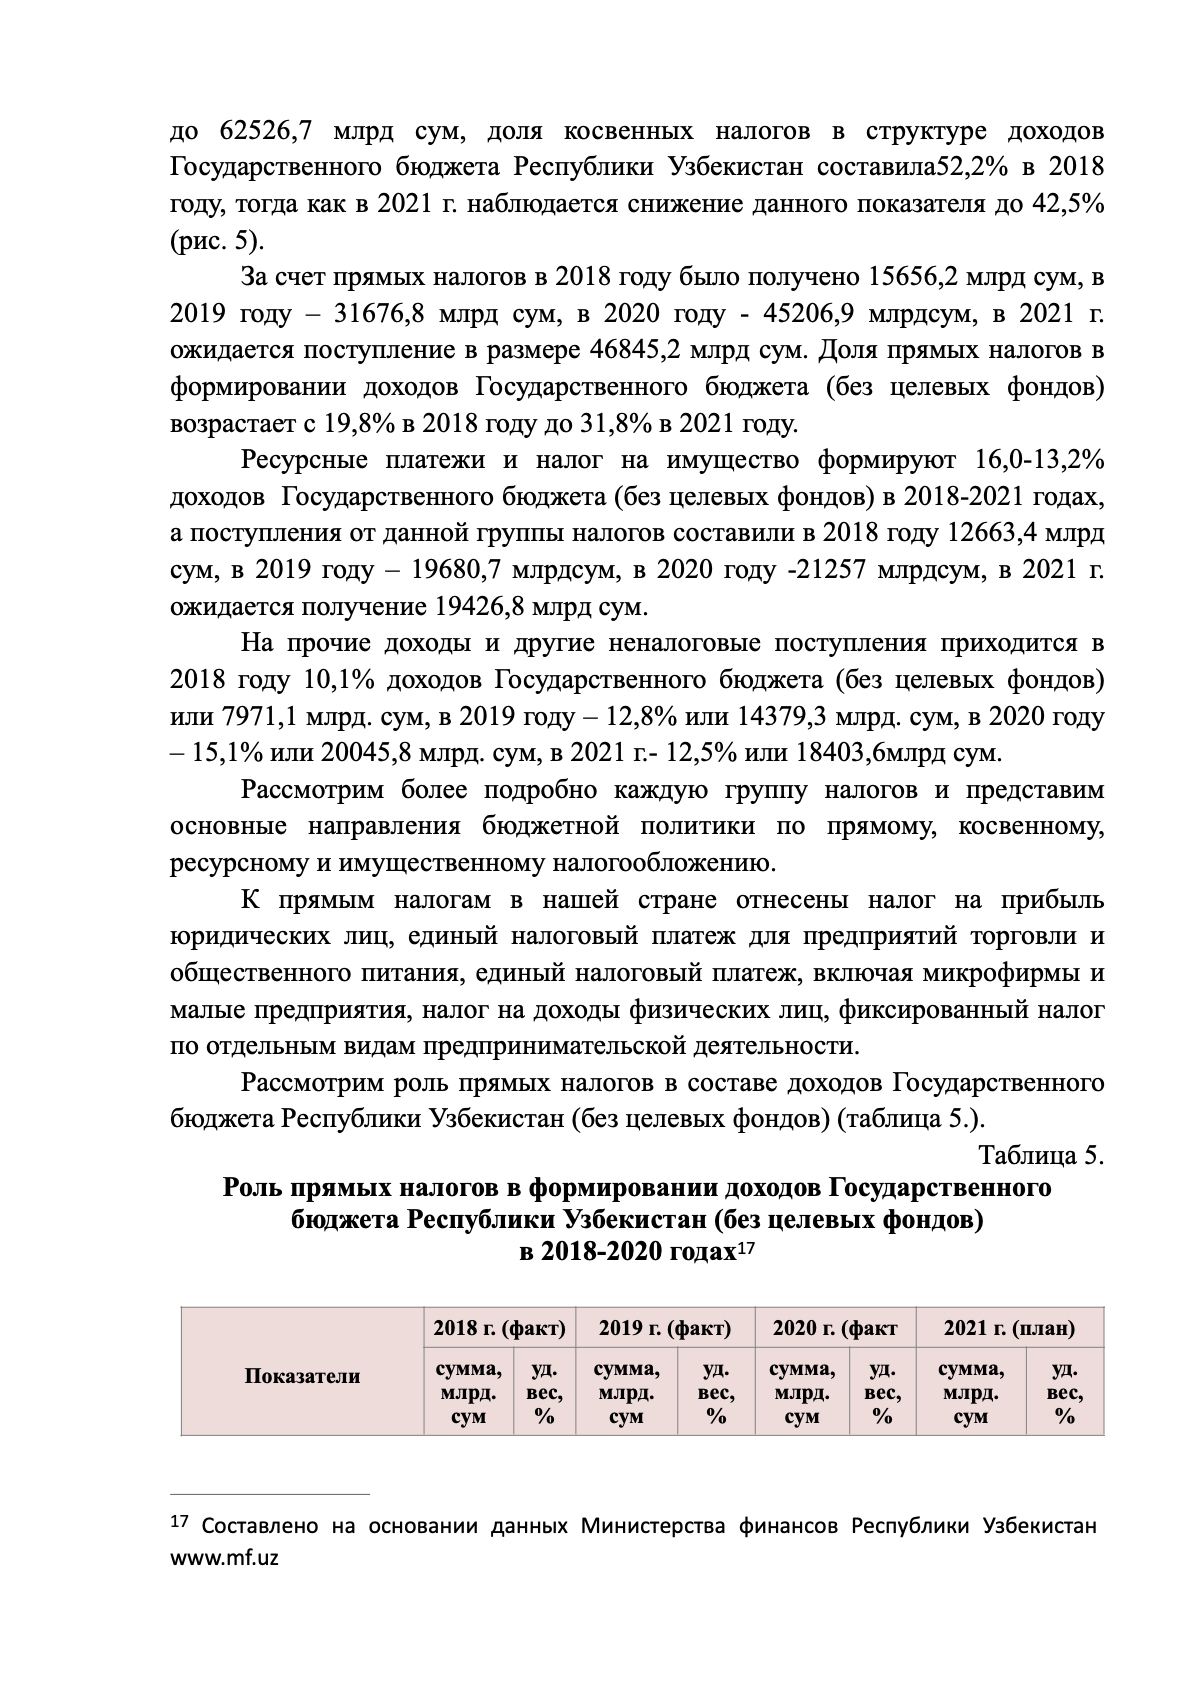 до 62526,7 млрд сум, доля косвенных налогов в структуре доходов
Государственного бюджета Республики Узбекистан составила52,2% в 2018
году, тогда как в 2021 г. наблюдается снижение данного показателя до 42,5%
(рис. 5).
За счет прямых налогов в 2018 году было получено 15656,2 млрд сум, в
2019 году – 31676,8 млрд сум, в 2020 году - 45206,9 млрдсум, в 2021 г.
ожидается поступление в размере 46845,2 млрд сум. Доля прямых налогов в
формировании доходов Государственного бюджета (без целевых фондов)
возрастает с 19,8% в 2018 году до 31,8% в 2021 году.
Ресурсные платежи и налог на имущество формируют 16,0-13,2%
доходов Государственного бюджета (без целевых фондов) в 2018-2021 годах,
а поступления от данной группы налогов составили в 2018 году 12663,4 млрд
сум, в 2019 году – 19680,7 млрдсум, в 2020 году -21257 млрдсум, в 2021 г.
ожидается получение 19426,8 млрд сум.
На прочие доходы и другие неналоговые поступления приходится в
2018 году 10,1% доходов Государственного бюджета (без целевых фондов)
или 7971,1 млрд. сум, в 2019 году – 12,8% или 14379,3 млрд. сум, в 2020 году
– 15,1% или 20045,8 млрд. сум, в 2021 г.- 12,5% или 18403,6млрд сум.
Рассмотрим более подробно каждую группу налогов и представим
основные направления бюджетной политики по прямому, косвенному,
ресурсному и имущественному налогообложению.
К прямым налогам в нашей стране отнесены налог на прибыль
юридических лиц, единый налоговый платеж для предприятий торговли и
общественного питания, единый налоговый платеж, включая микрофирмы и
малые предприятия, налог на доходы физических лиц, фиксированный налог
по отдельным видам предпринимательской деятельности.
Рассмотрим роль прямых налогов в составе доходов Государственного
бюджета Республики Узбекистан (без целевых фондов) (таблица 5.).
Таблица 5.
Роль прямых налогов в формировании доходов Государственного
бюджета Республики Узбекистан (без целевых фондов)
в 2018-2020 годах17
Показатели
2018 г. (факт) 2019 г. (факт) 2020 г. (факт 2021 г. (план)
сумма, уд. сумма, уд. сумма, уд. сумма, уд.
млрд. вес, млрд. вес, млрд. вес, млрд. вес,
сум % сум % сум % сум %
17 Составлено на основании данных Министерства финансов Республики Узбекистан
www.mf.uz